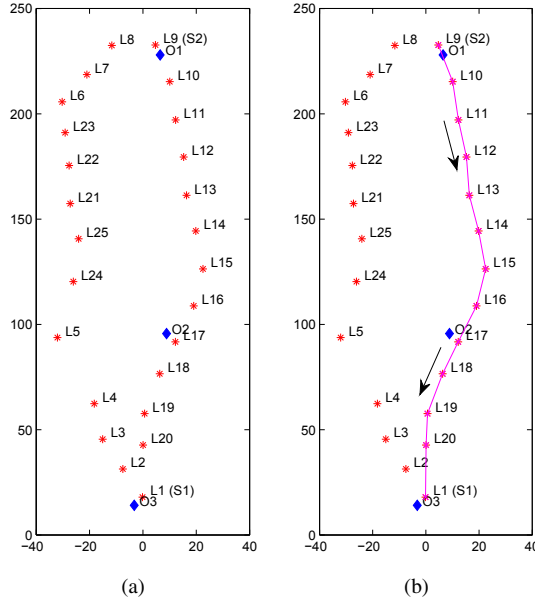 250
200
150
100
50
0
−40 −20 0 20 40
L8
L9 (S2)
O1
L7
L10
L6
L11
L23
L12
L22
L13
L21
L14
L25
L15
L24
L16
L5
O2
L17
L18
L4
L19
L3
L20
L2
L1 (S1)
O3
(a)
250
200
150
100
50
0
−40 −20 0 20 40
L8
L9 (S2)
O1
L7
L10
L6
L11
L23
L12
L22
L13
L21
L14
L25
L15
L24
L16
L5
O2
L17
L18
L4
L19
L3
L20
L2
L1 (S1)
O3
(b)